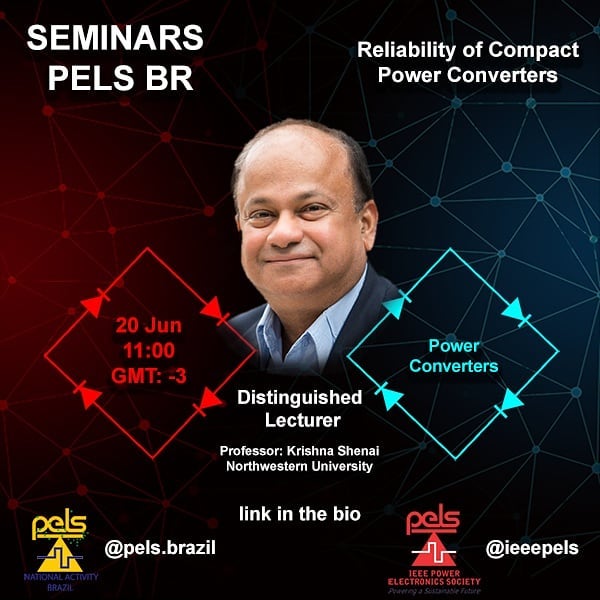 SEMINARS
PELS BR
Reliability of Compact
Power Converters
20 Jun
11:00
GMT: -3
Power
Converters
Distinguished
Lecturer
Professor: Krishna Shenai
Northwestern University
link in the bio
pels
NATIONAL ACTIVITY
BRAZIL
@pels.brazil
pels
IEEE POWER
ELECTRONICS SOCIETY
Powering a Sustainable Future
@ieeepels